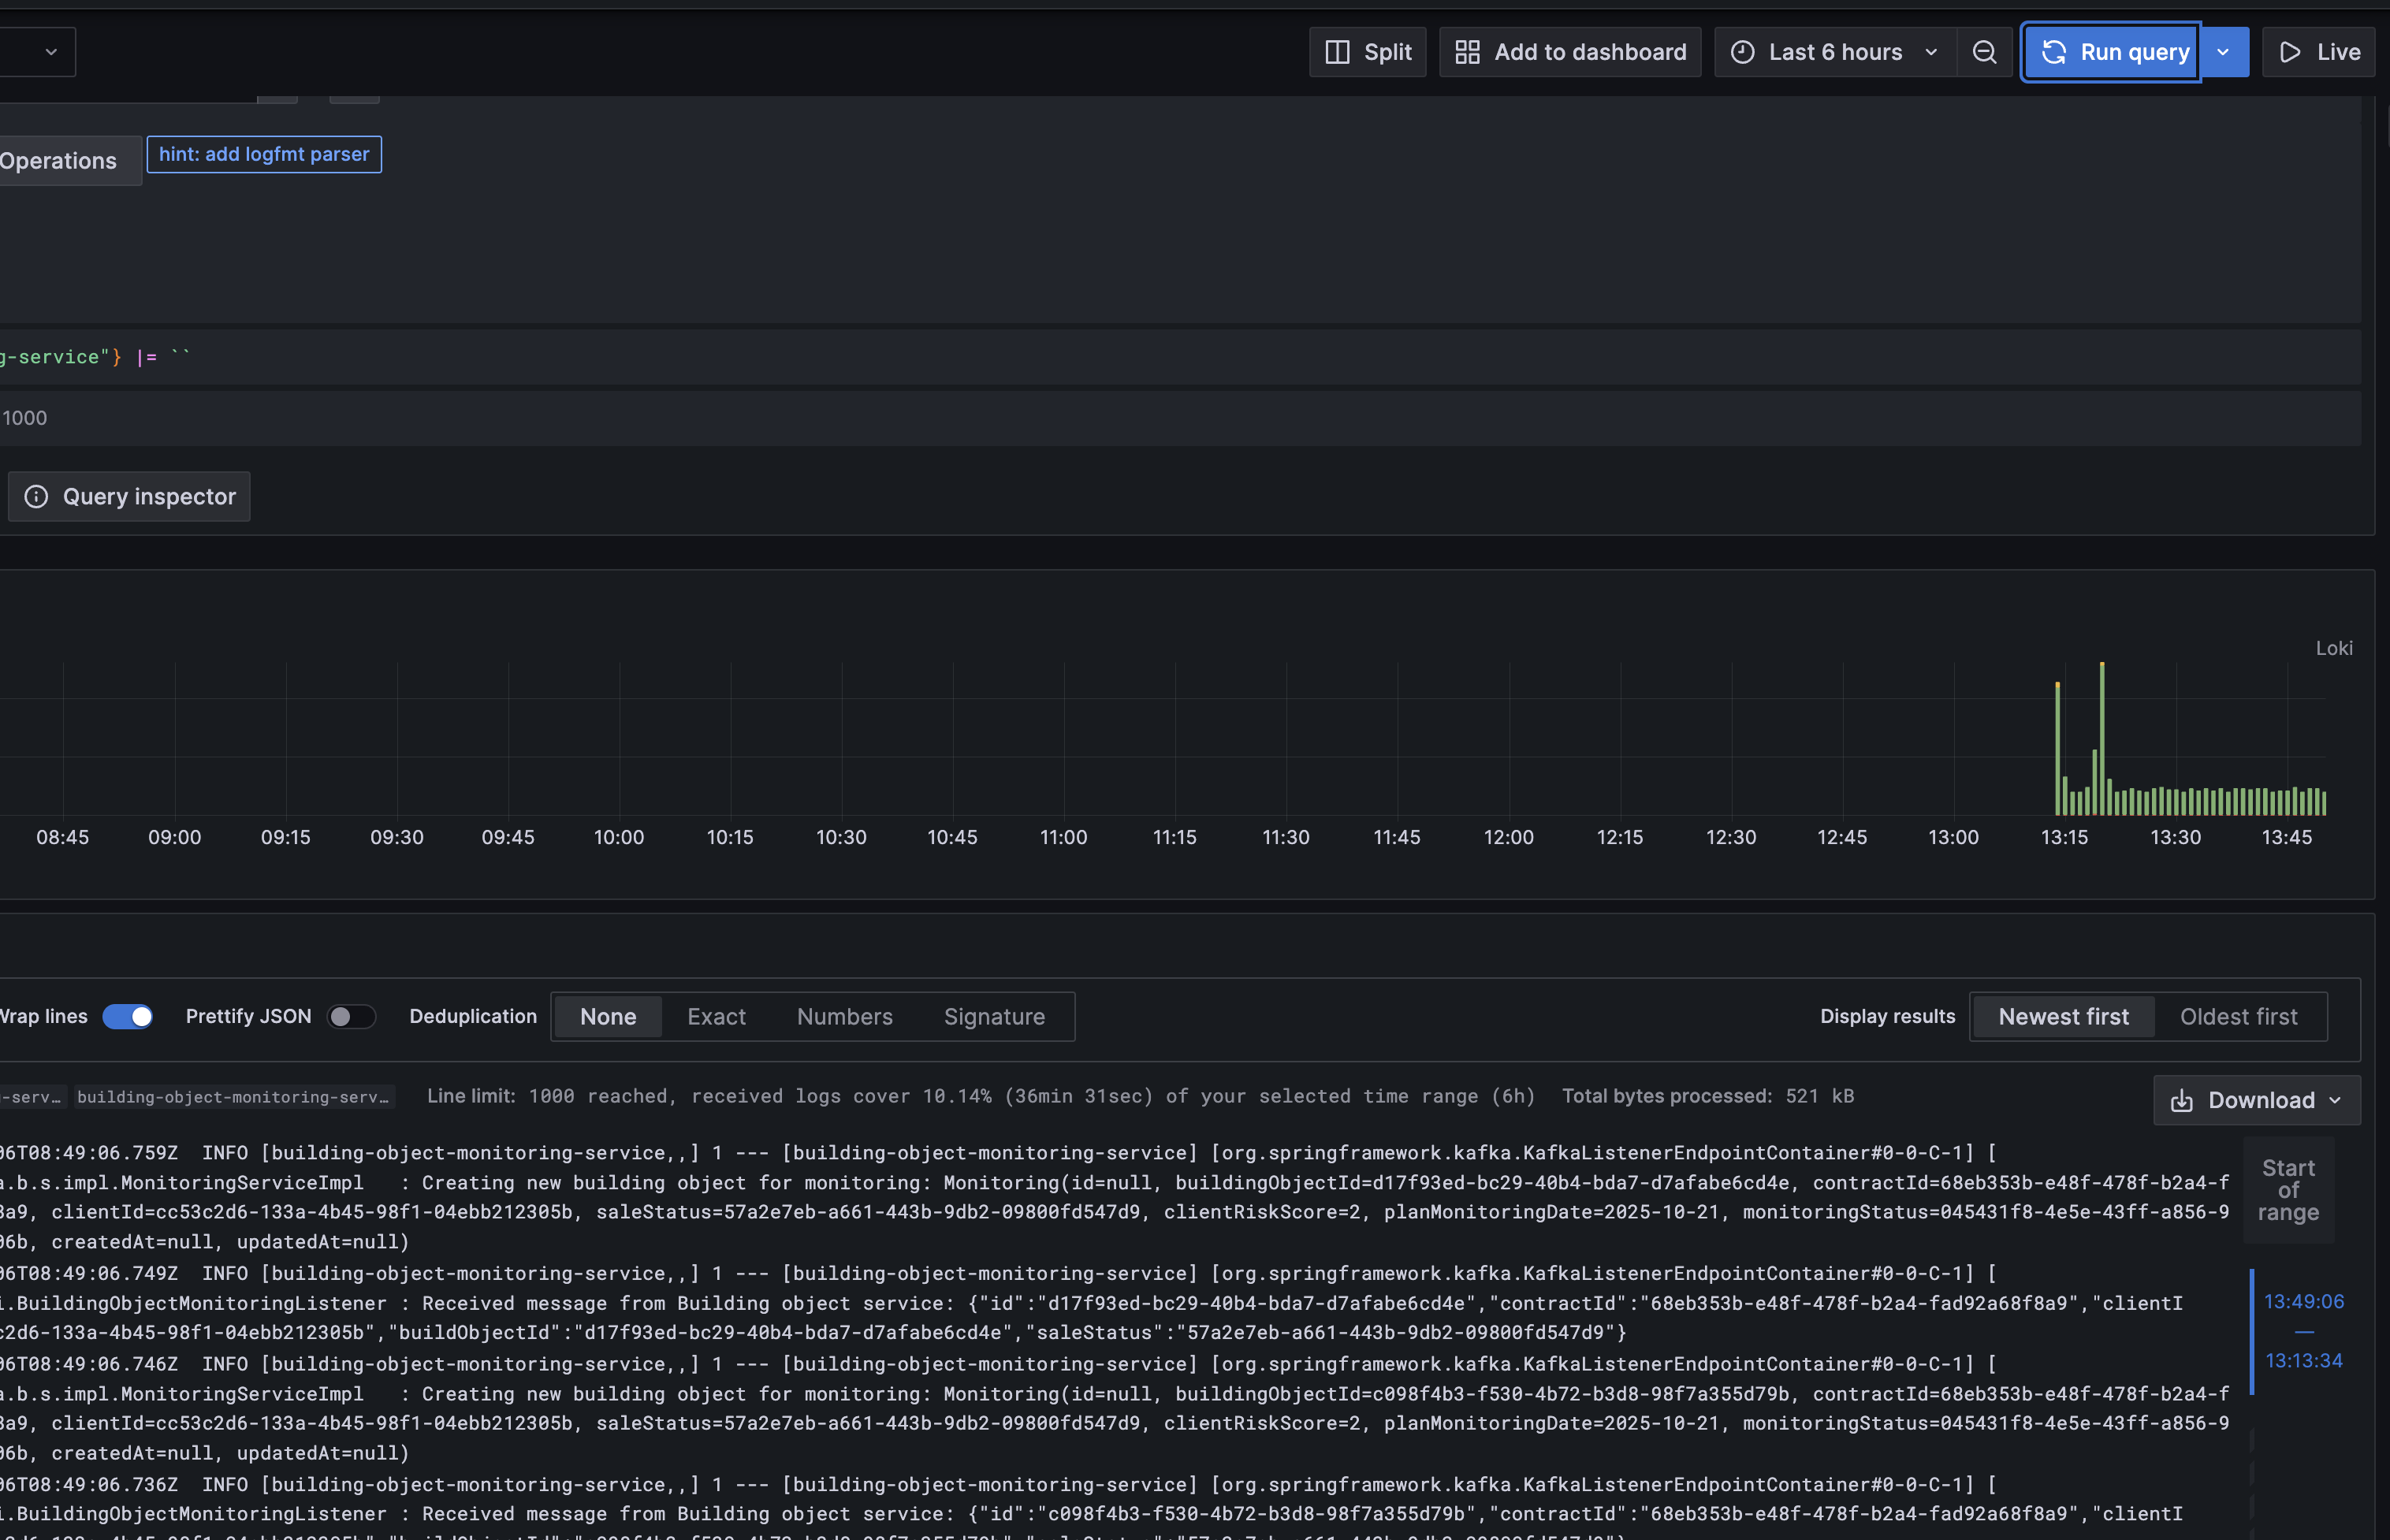 Split
Add to dashboard
Last 6 hours
Run query
Live
Operations
hint: add logfmt parser
g-service"} |= ``
1000
Query inspector
Loki
08:45 09:00 09:15 09:30 09:45 10:00 10:15 10:30 10:45 11:00 11:15 11:30 11:45 12:00 12:15 12:30 12:45 13:00 13:15 13:30 13:45
Wrap lines Prettify JSON Deduplication None Exact Numbers Signature Display results Newest first Oldest first
-serv… building-object-monitoring-serv… Line limit: 1000 reached, received logs cover 10.14% (36min 31sec) of your selected time range (6h) Total bytes processed: 521 kB
Download
06T08:49:06.759Z  INFO [building-object-monitoring-service,,] 1 --- [building-object-monitoring-service] [org.springframework.kafka.KafkaListenerEndpointContainer#0-0-C-1] [
a.b.s.impl.MonitoringServiceImpl   : Creating new building object for monitoring: Monitoring(id=null, buildingObjectId=d17f93ed-bc29-40b4-bda7-d7afabe6cd4e, contractId=68eb353b-e48f-478f-b2a4-f
8a9, clientId=cc53c2d6-133a-4b45-98f1-04ebb212305b, saleStatus=57a2e7eb-a661-443b-9db2-09800fd547d9, clientRiskScore=2, planMonitoringDate=2025-10-21, monitoringStatus=045431f8-4e5e-43ff-a856-9
06b, createdAt=null, updatedAt=null)
06T08:49:06.749Z  INFO [building-object-monitoring-service,,] 1 --- [building-object-monitoring-service] [org.springframework.kafka.KafkaListenerEndpointContainer#0-0-C-1] [
i.BuildingObjectMonitoringListener : Received message from Building object service: {"id":"d17f93ed-bc29-40b4-bda7-d7afabe6cd4e","contractId":"68eb353b-e48f-478f-b2a4-fad92a68f8a9","clientI
c2d6-133a-4b45-98f1-04ebb212305b","buildObjectId":"d17f93ed-bc29-40b4-bda7-d7afabe6cd4e","saleStatus":"57a2e7eb-a661-443b-9db2-09800fd547d9"}
06T08:49:06.746Z  INFO [building-object-monitoring-service,,] 1 --- [building-object-monitoring-service] [org.springframework.kafka.KafkaListenerEndpointContainer#0-0-C-1] [
a.b.s.impl.MonitoringServiceImpl   : Creating new building object for monitoring: Monitoring(id=null, buildingObjectId=c098f4b3-f530-4b72-b3d8-98f7a355d79b, contractId=68eb353b-e48f-478f-b2a4-f
8a9, clientId=cc53c2d6-133a-4b45-98f1-04ebb212305b, saleStatus=57a2e7eb-a661-443b-9db2-09800fd547d9, clientRiskScore=2, planMonitoringDate=2025-10-21, monitoringStatus=045431f8-4e5e-43ff-a856-9
06b, createdAt=null, updatedAt=null)
06T08:49:06.736Z  INFO [building-object-monitoring-service,,] 1 --- [building-object-monitoring-service] [org.springframework.kafka.KafkaListenerEndpointContainer#0-0-C-1] [
i.BuildingObjectMonitoringListener : Received message from Building object service: {"id":"c098f4b3-f530-4b72-b3d8-98f7a355d79b","contractId":"68eb353b-e48f-478f-b2a4-fad92a68f8a9","clientI
Start
of
range
13:49:06
—
13:13:34